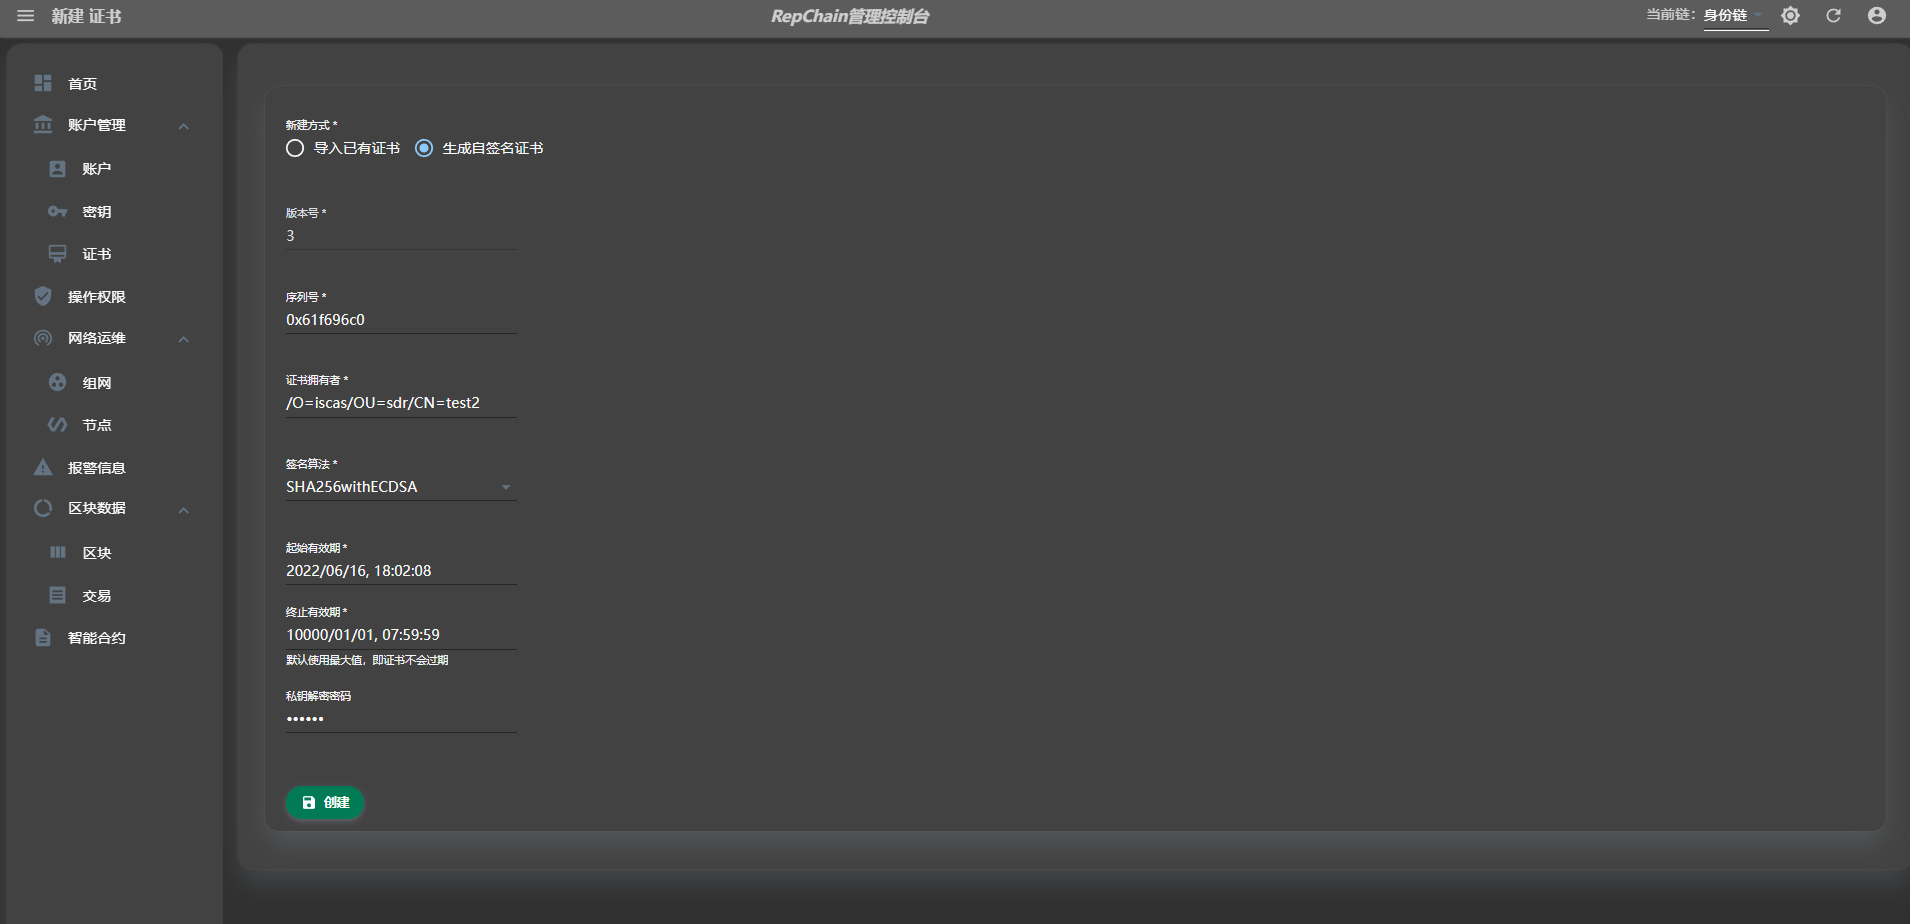 新建 证书
RepChain管理控制台
当前链: 身份链
首页
账户管理
账户
密钥
证书
操作权限
网络运维
组网
节点
报警信息
区块数据
区块
交易
智能合约
新建方式 *
导入已有证书 生成自签名证书
版本号 *
3
序列号 *
0x61f696c0
证书拥有者 *
/O=iscas/OU=sdr/CN=test2
签名算法 *
SHA256withECDSA
起始有效期 *
2022/06/16, 18:02:08
终止有效期 *
10000/01/01, 07:59:59
默认使用最大值，即证书不会过期
私钥解密密码
••••••
创建